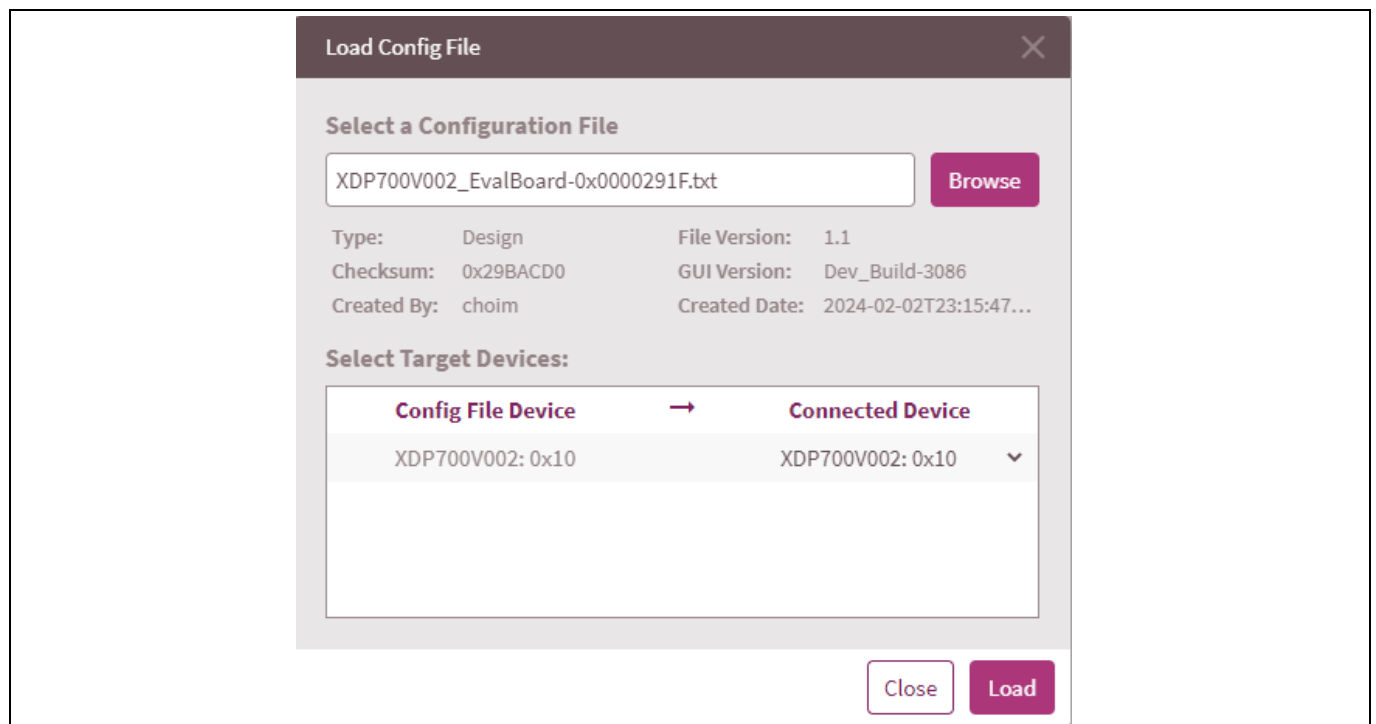 Load Config File
Select a Configuration File
XDP700V002_EvalBoard-0x0000291F.txt Browse
Type: Design File Version: 1.1
Checksum: 0x29BACD0 GUI Version: Dev_Build-3086
Created By: choim Created Date: 2024-02-02T23:15:47...
Select Target Devices:
Config File Device → Connected Device
XDP700V002: 0x10 XDP700V002: 0x10
Close Load